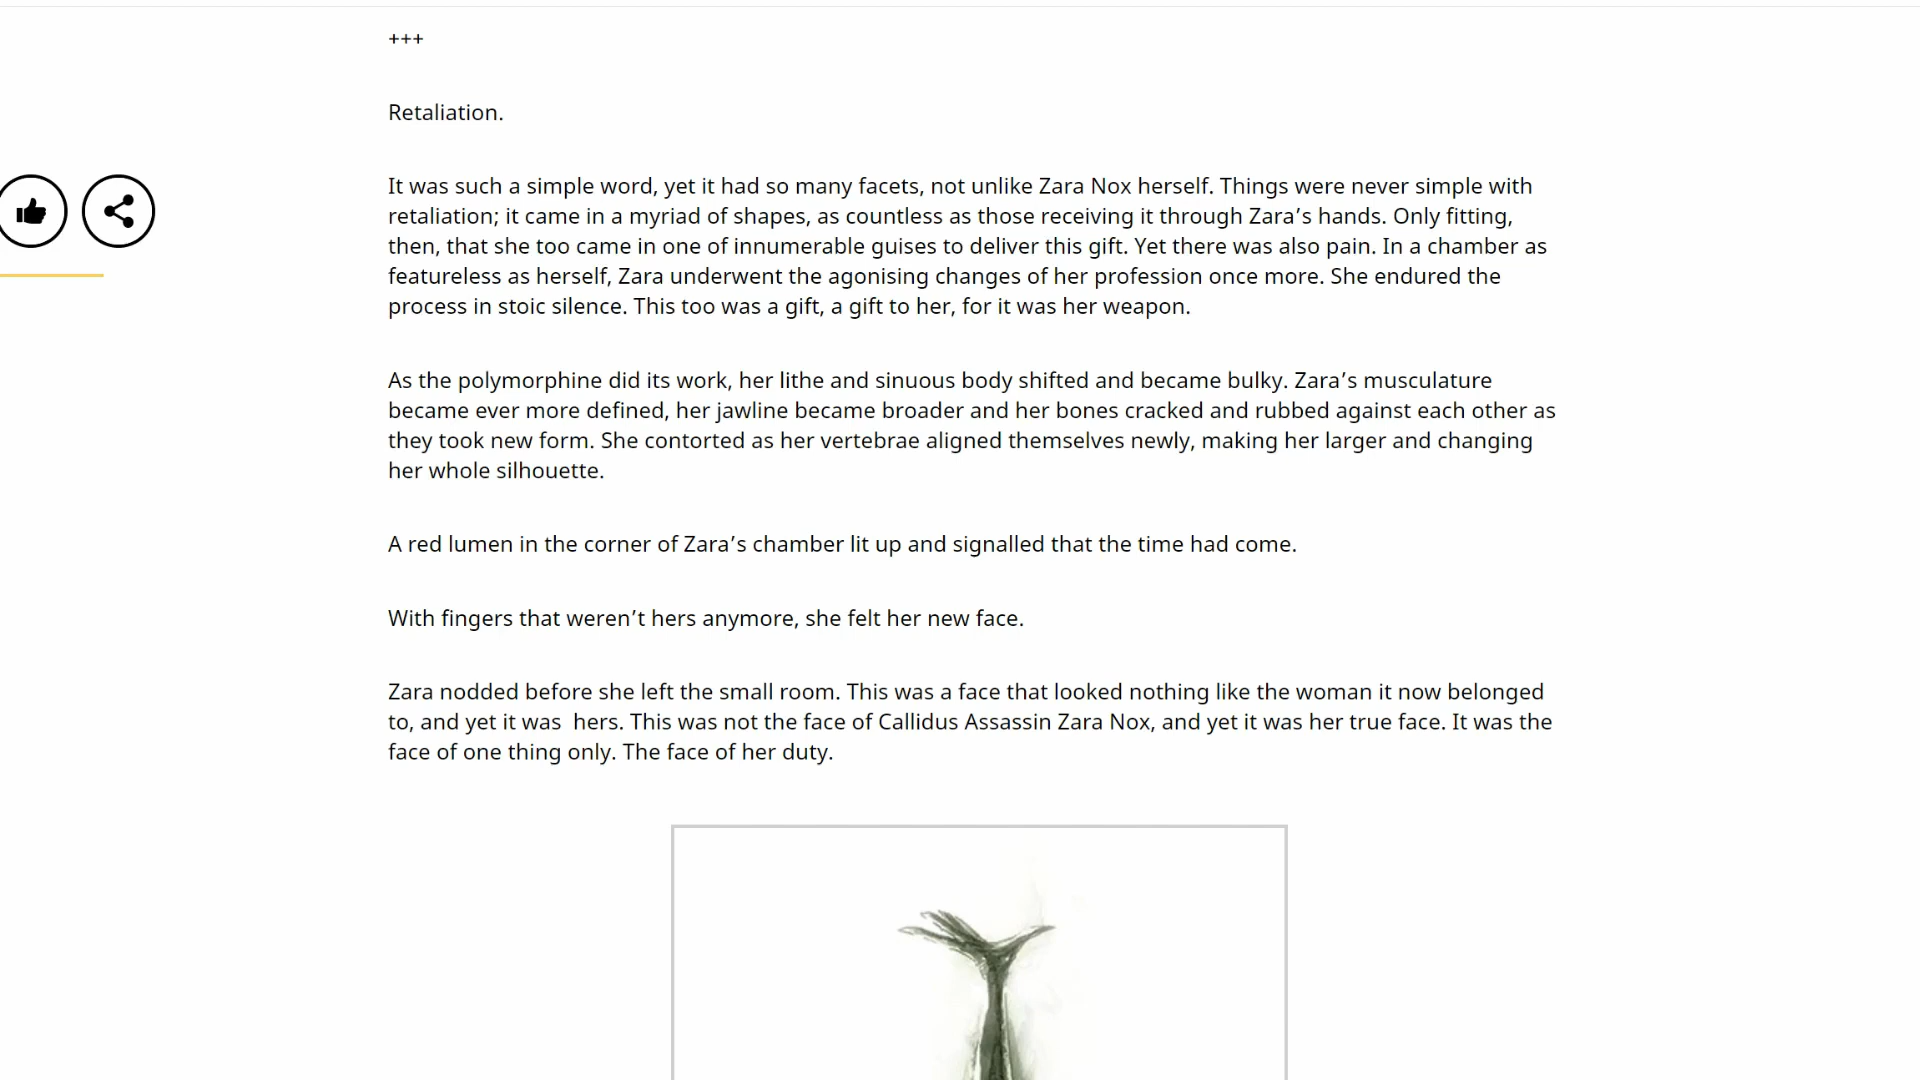 +++
Retaliation.
It was such a simple word, yet it had so many facets, not unlike Zara Nox herself. Things were never simple with
retaliation; it came in a myriad of shapes, as countless as those receiving it through Zara’s hands. Only fitting,
then, that she too came in one of innumerable guises to deliver this gift. Yet there was also pain. In a chamber as
featureless as herself, Zara underwent the agonising changes of her profession once more. She endured the
process in stoic silence. This too was a gift, a gift to her, for it was her weapon.
As the polymorphine did its work, her lithe and sinuous body shifted and became bulky. Zara’s musculature
became ever more defined, her jawline became broader and her bones cracked and rubbed against each other as
they took new form. She contorted as her vertebrae aligned themselves newly, making her larger and changing
her whole silhouette.
A red lumen in the corner of Zara’s chamber lit up and signalled that the time had come.
With fingers that weren’t hers anymore, she felt her new face.
Zara nodded before she left the small room. This was a face that looked nothing like the woman it now belonged
to, and yet it was  hers. This was not the face of Callidus Assassin Zara Nox, and yet it was her true face. It was the
face of one thing only. The face of her duty.